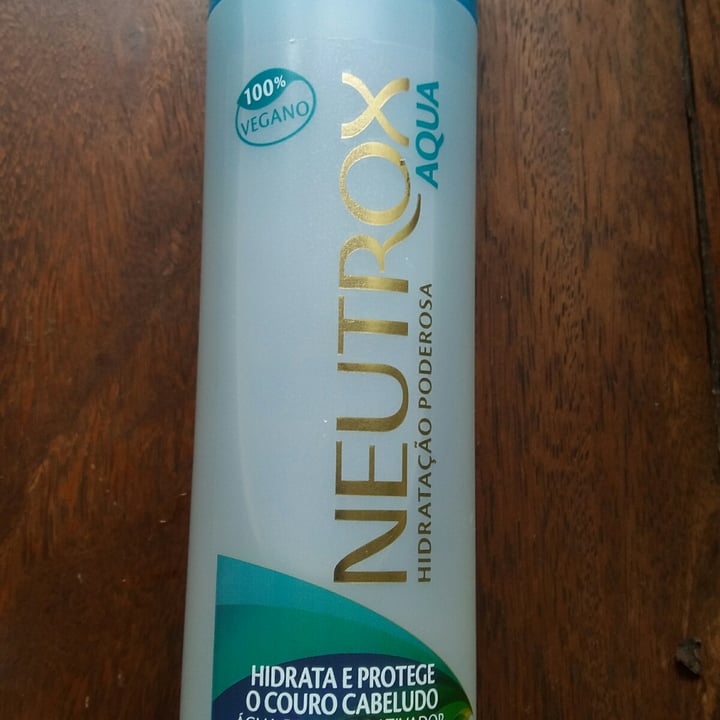 100%
VEGANO
NEUTROX
AQUA
HIDRATAÇÃO PODEROSA
HIDRATA E PROTEGE
O COURO CABELUDO